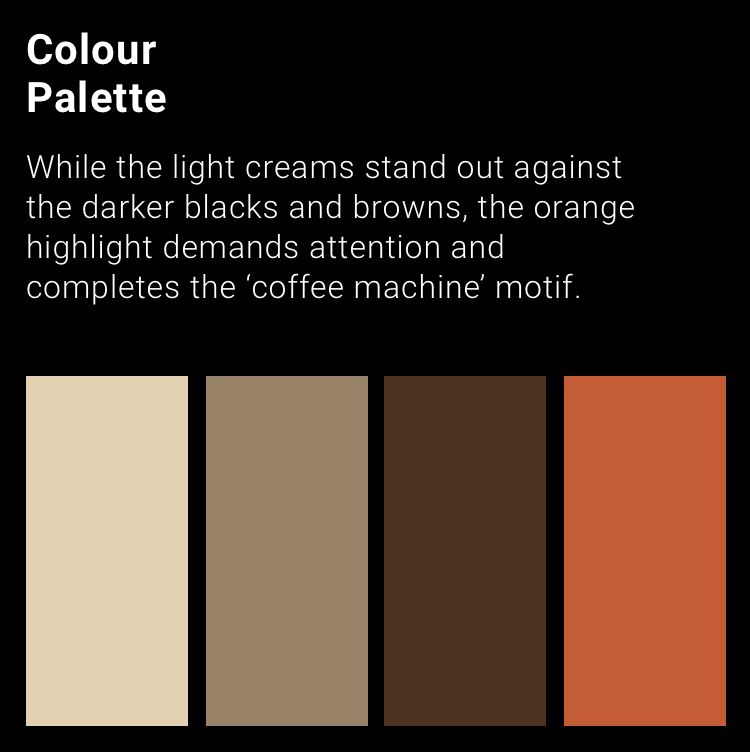 Colour
Palette
While the light creams stand out against
the darker blacks and browns, the orange
highlight demands attention and
completes the ‘coffee machine’ motif.